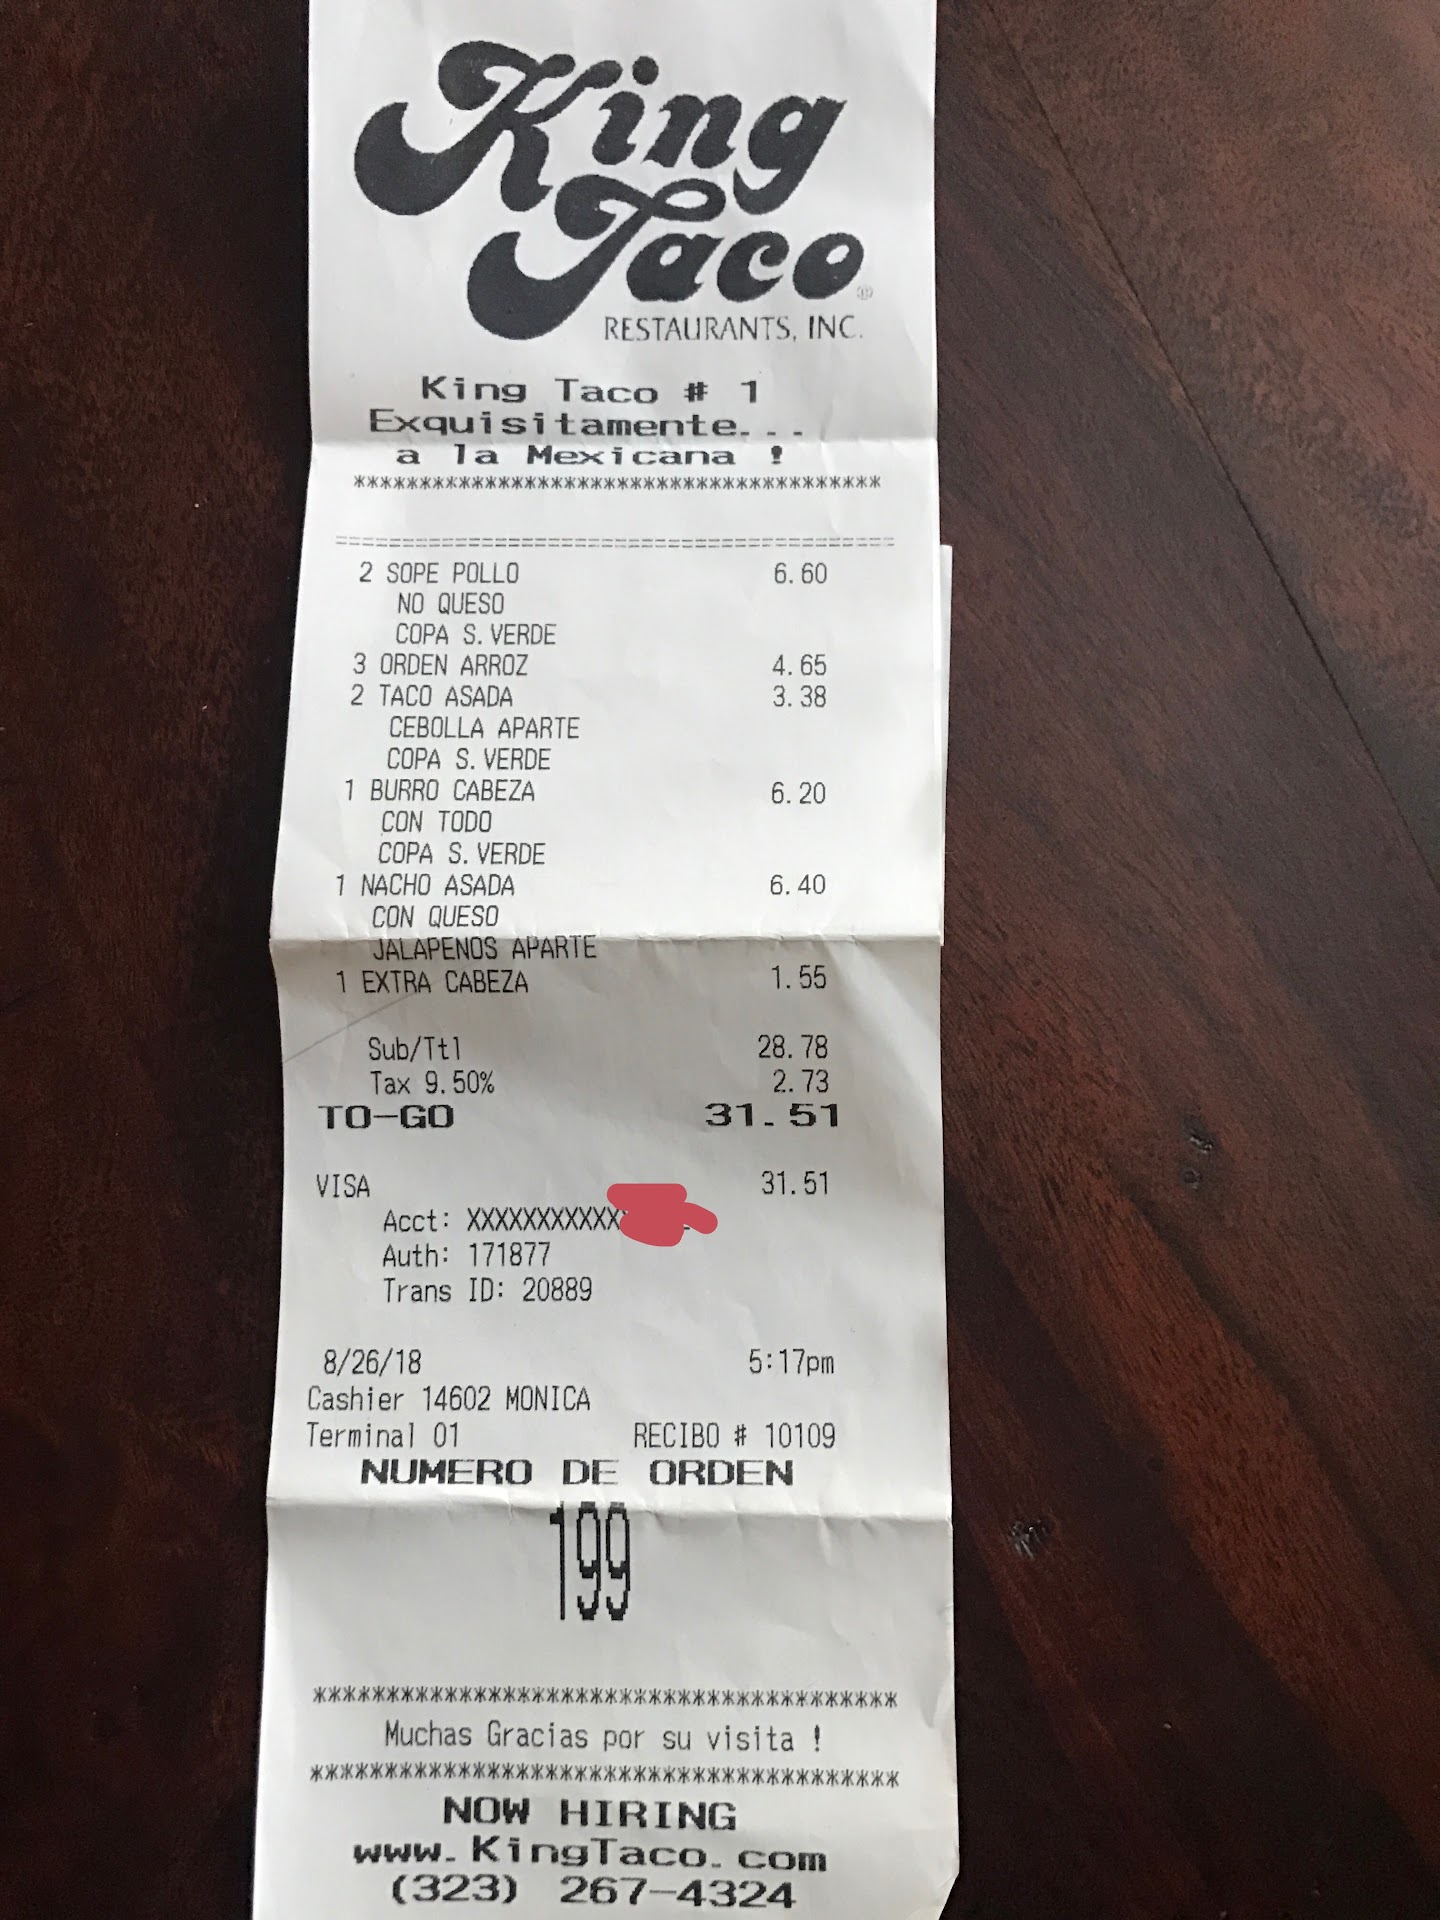 King
Taco®
RESTAURANTS, INC.
King Taco # 1
Exquisitamente...
a la Mexicana !
****************************************
==========================================
2 SOPE POLLO 6.60
NO QUESO
COPA S.VERDE
3 ORDEN ARROZ 4.65
2 TACO ASADA 3.38
CEBOLLA APARTE
COPA S.VERDE
1 BURRO CABEZA 6.20
CON TODO
COPA S.VERDE
1 NACHO ASADA 6.40
CON QUESO
JALAPENOS APARTE
1 EXTRA CABEZA 1.55
Sub/Ttl 28.78
Tax 9.50% 2.73
TO-GO 31.51
VISA 31.51
Acct: XXXXXXXXXXX
Auth: 171877
Trans ID: 20889
8/26/18 5:17pm
Cashier 14602 MONICA
Terminal 01 RECIBO # 10109
NUMERO DE ORDEN
199
****************************************
Muchas Gracias por su visita !
****************************************
NOW HIRING
www.KingTaco.com
(323) 267-4324